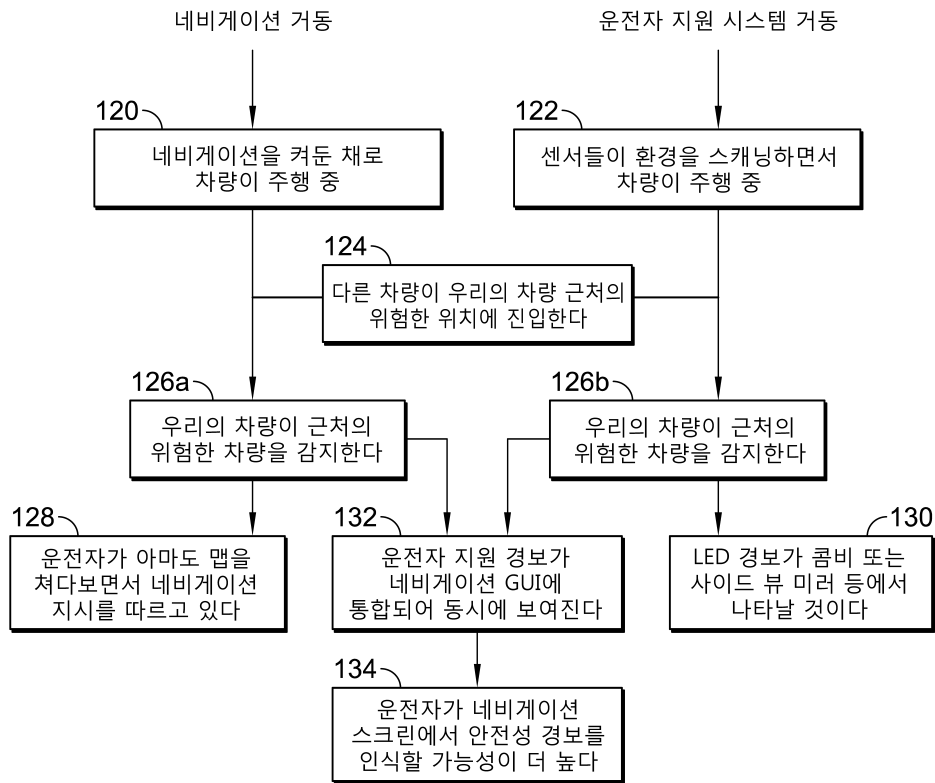 네비게이션 거동
운전자 지원 시스템 거동
120
네비게이션을 켜둔 채로
차량이 주행 중
122
센서들이 환경을 스캐닝하면서
차량이 주행 중
124
다른 차량이 우리의 차량 근처의
위험한 위치에 진입한다
126a
우리의 차량이 근처의
위험한 차량을 감지한다
126b
우리의 차량이 근처의
위험한 차량을 감지한다
128
운전자가 아마도 맵을
쳐다보면서 네비게이션
지시를 따르고 있다
132
운전자 지원 경보가
네비게이션 GUI에
통합되어 동시에 보여진다
130
LED 경보가 콤비 또는
사이드 뷰 미러 등에서
나타날 것이다
134
운전자가 네비게이션
스크린에서 안전성 경보를
인식할 가능성이 더 높다